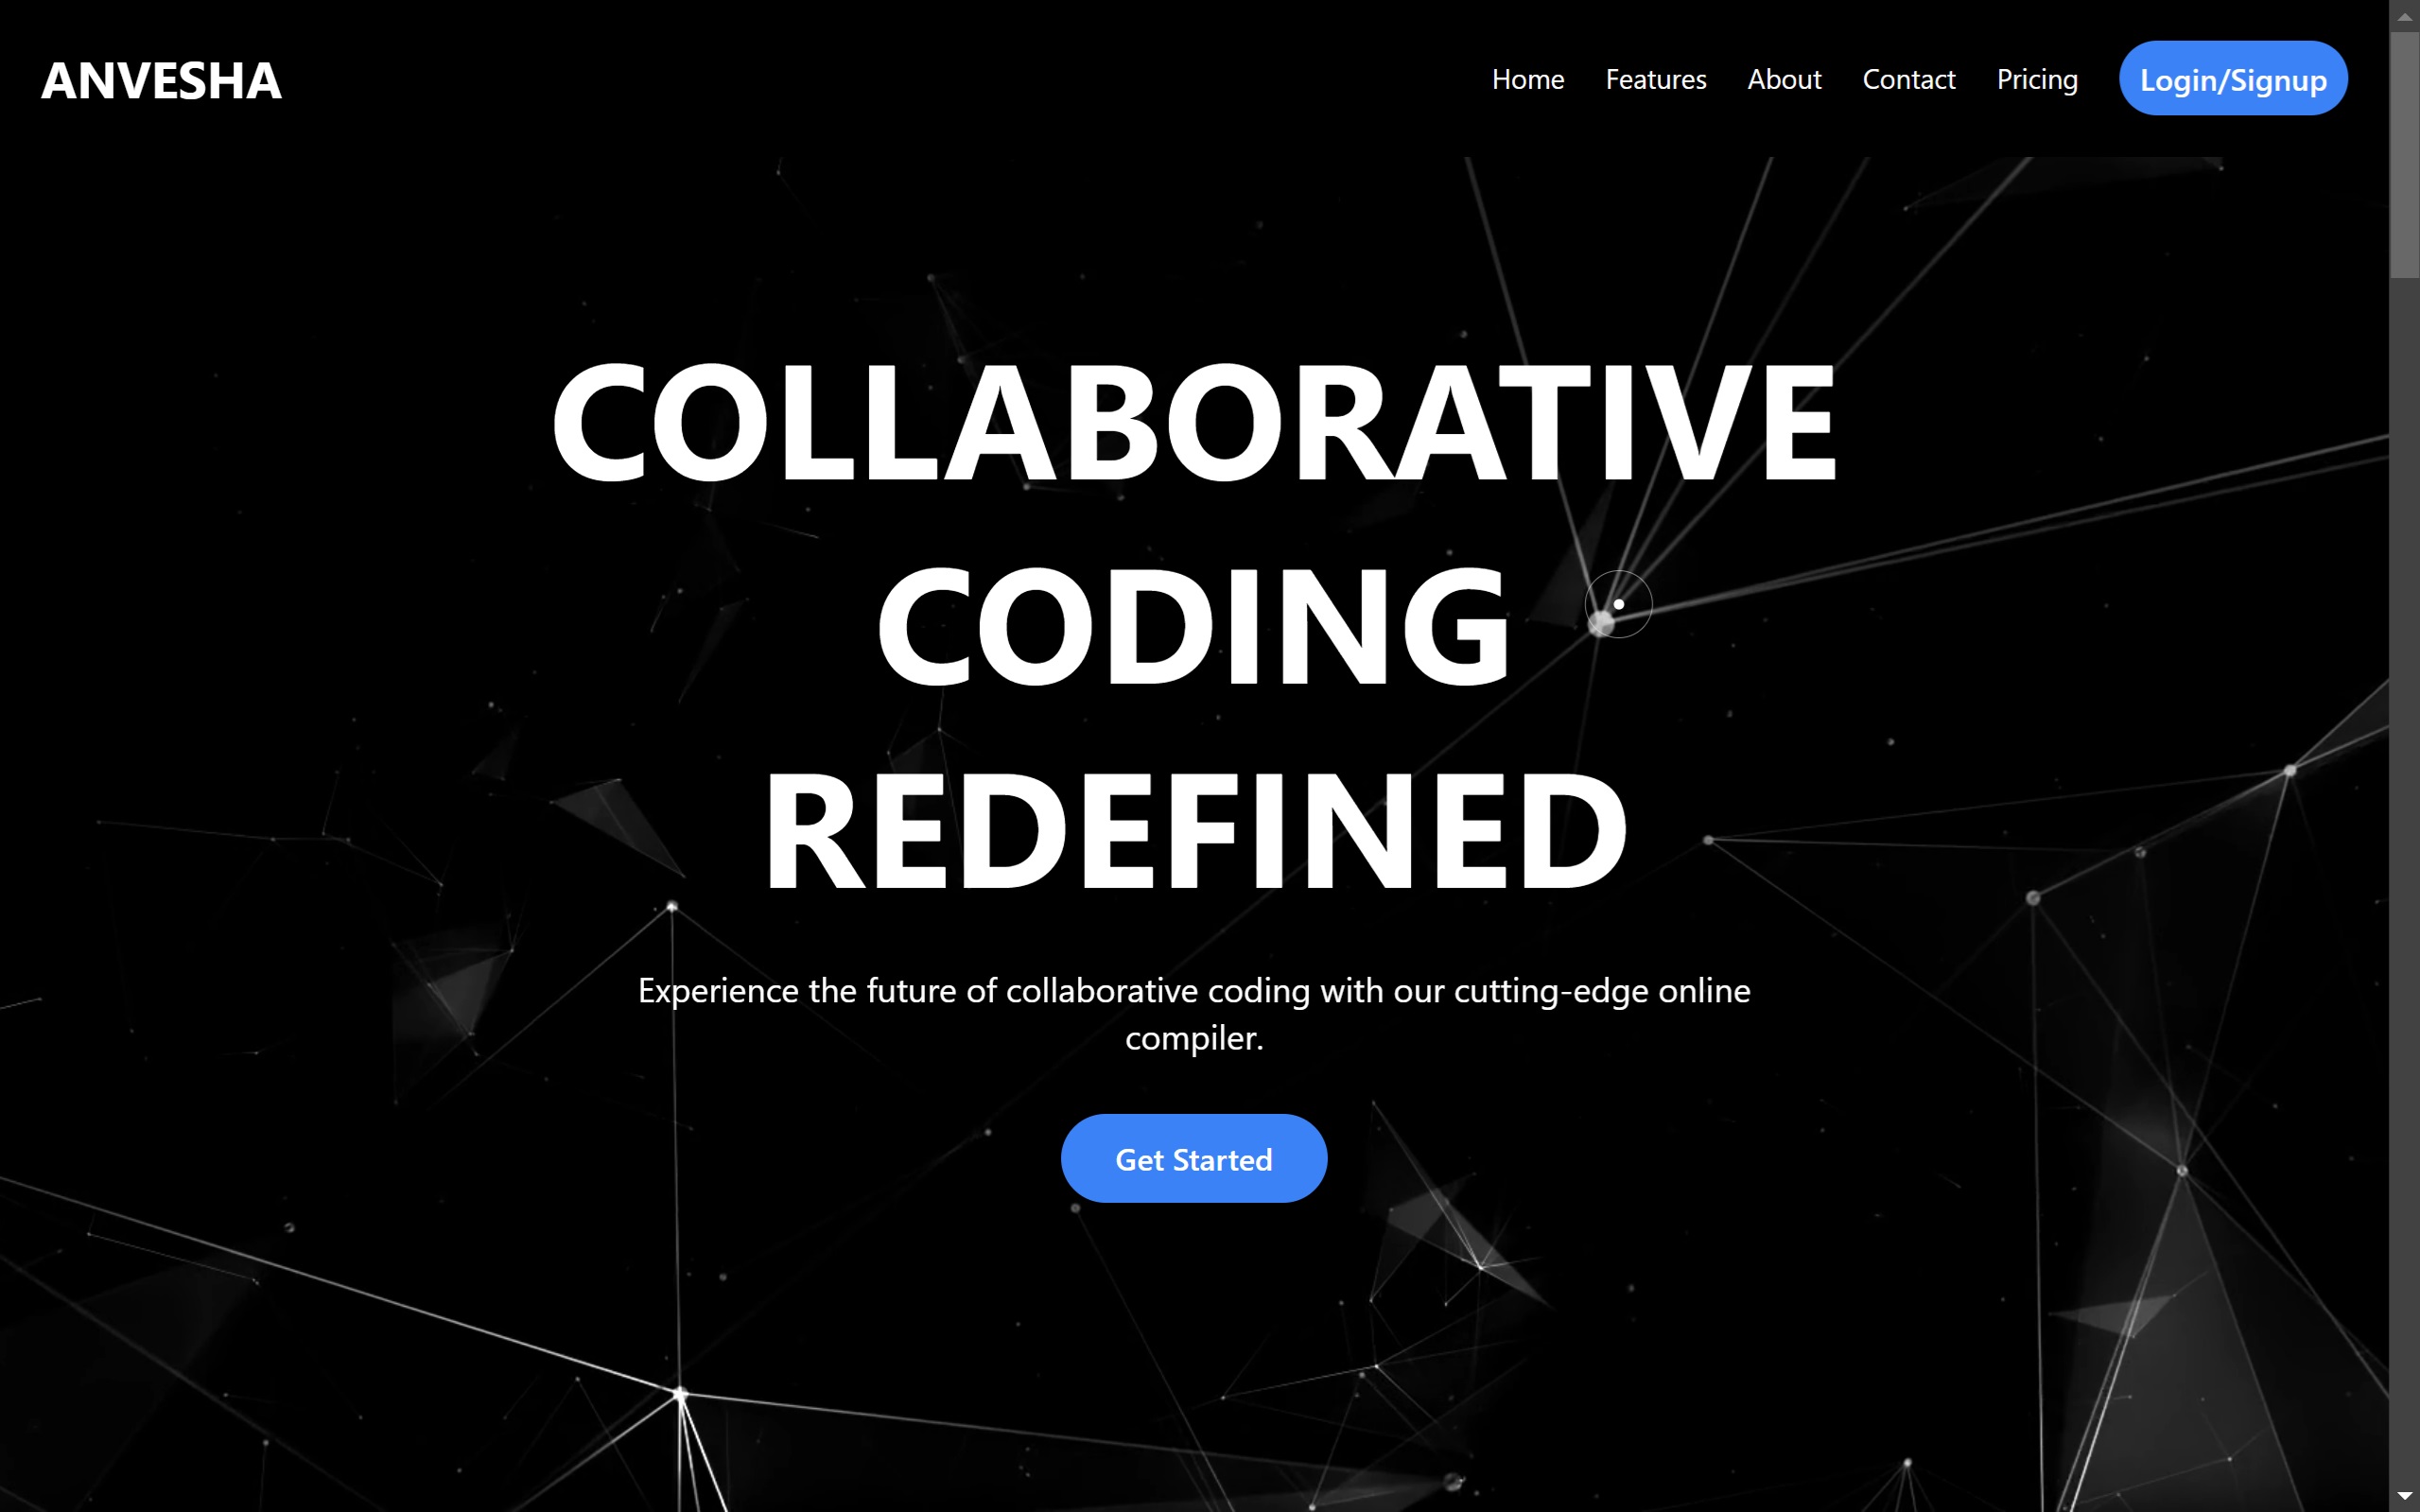 ANVESHA
Home Features About Contact Pricing Login/Signup
COLLABORATIVE
CODING
REDEFINED
Experience the future of collaborative coding with our cutting-edge online
compiler.
Get Started